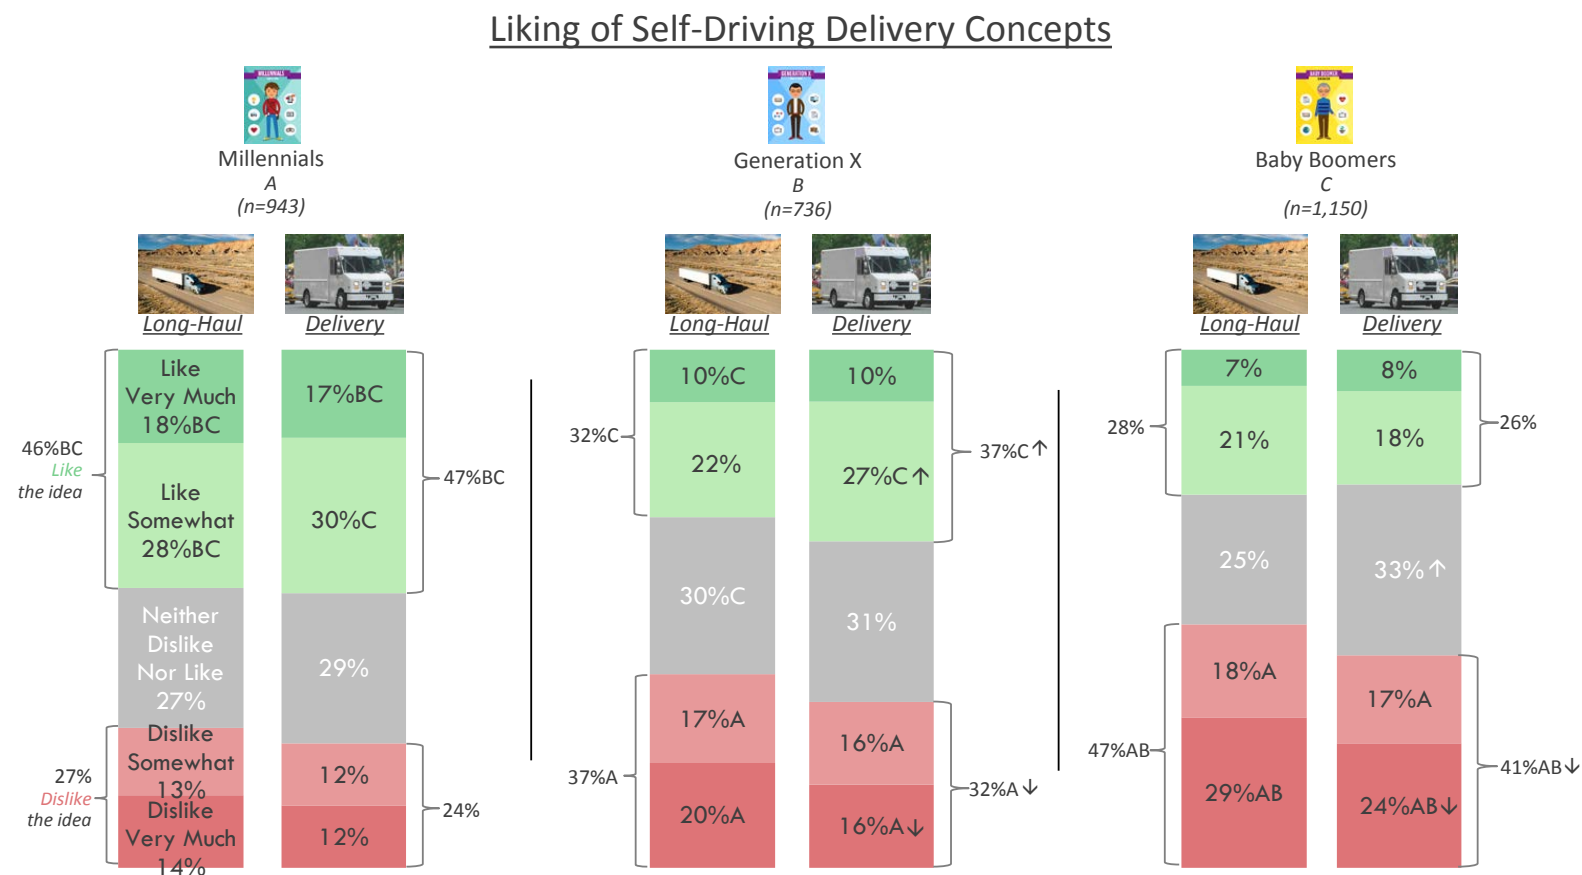 Liking of Self-Driving Delivery Concepts
MILLENNIALS
Millennials
A
(n=943)
GENERATION X
Generation X
B
(n=736)
BABY BOOMER
Baby Boomers
C
(n=1,150)
Long-Haul
Delivery
46%BC
Like
the idea
27%
Dislike
the idea
Like
Very Much
18%BC
Like
Somewhat
28%BC
Neither
Dislike
Nor Like
27%
Dislike
Somewhat
13%
Dislike
Very Much
14%
17%BC
30%C
29%
12%
12%
47%BC
24%
Long-Haul
Delivery
32%C
37%A
10%C
22%
30%C
17%A
20%A
10%
27%C↑
31%
16%A
16%A↓
37%C↑
32%A↓
Long-Haul
Delivery
28%
47%AB
7%
21%
25%
18%A
29%AB
8%
18%
33%↑
17%A
24%AB↓
26%
41%AB↓